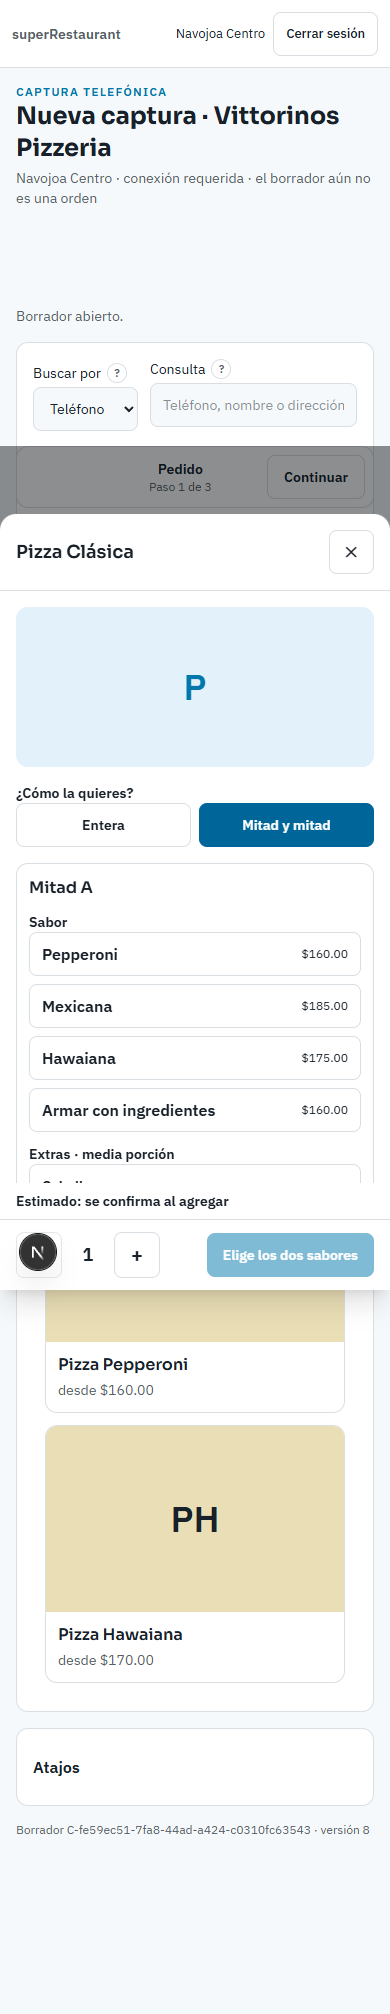 superRestaurant
Navojoa Centro
Cerrar sesión
CAPTURA TELEFÓNICA
Nueva captura · Vittorinos
Pizzeria
Navojoa Centro · conexión requerida · el borrador aún no
es una orden
Borrador abierto.
Buscar por ?
Consulta ?
Teléfono
Teléfono, nombre o dirección
Pedido
Paso 1 de 3
Continuar
Pizza Clásica
P
¿Cómo la quieres?
Entera
Mitad y mitad
Mitad A
Sabor
Pepperoni $160.00
Mexicana $185.00
Hawaiana $175.00
Armar con ingredientes $160.00
Extras · media porción
Estimado: se confirma al agregar
N
1
+
Elige los dos sabores
Pizza Pepperoni
desde $160.00
PH
Pizza Hawaiana
desde $170.00
Atajos
Borrador C-fe59ec51-7fa8-44ad-a424-c0310fc63543 · versión 8